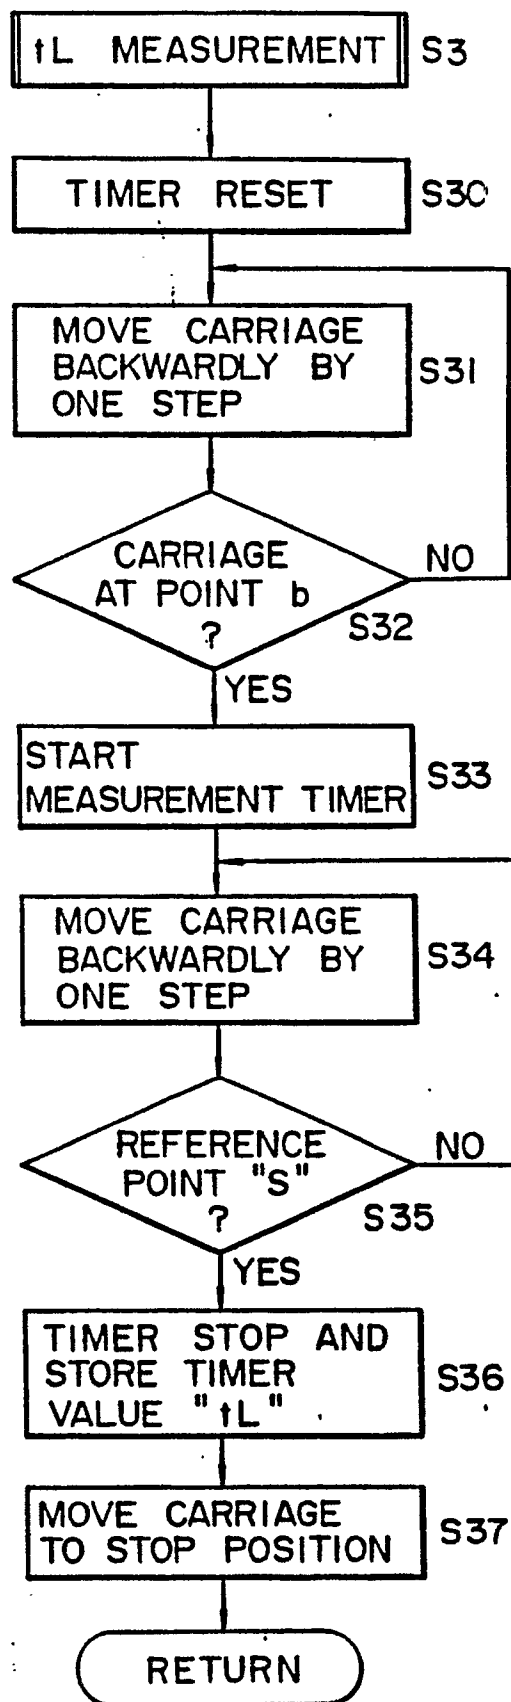 tL MEASUREMENT S3
TIMER RESET S30
MOVE CARRIAGE
BACKWARDLY BY S31
ONE STEP
CARRIAGE NO
AT POINT b
? S32
YES
START
MEASUREMENT TIMER S33
MOVE CARRIAGE
BACKWARDLY BY S34
ONE STEP
REFERENCE NO
POINT "S"
? S35
YES
TIMER STOP AND
STORE TIMER S36
VALUE "tL"
MOVE CARRIAGE S37
TO STOP POSITION
RETURN